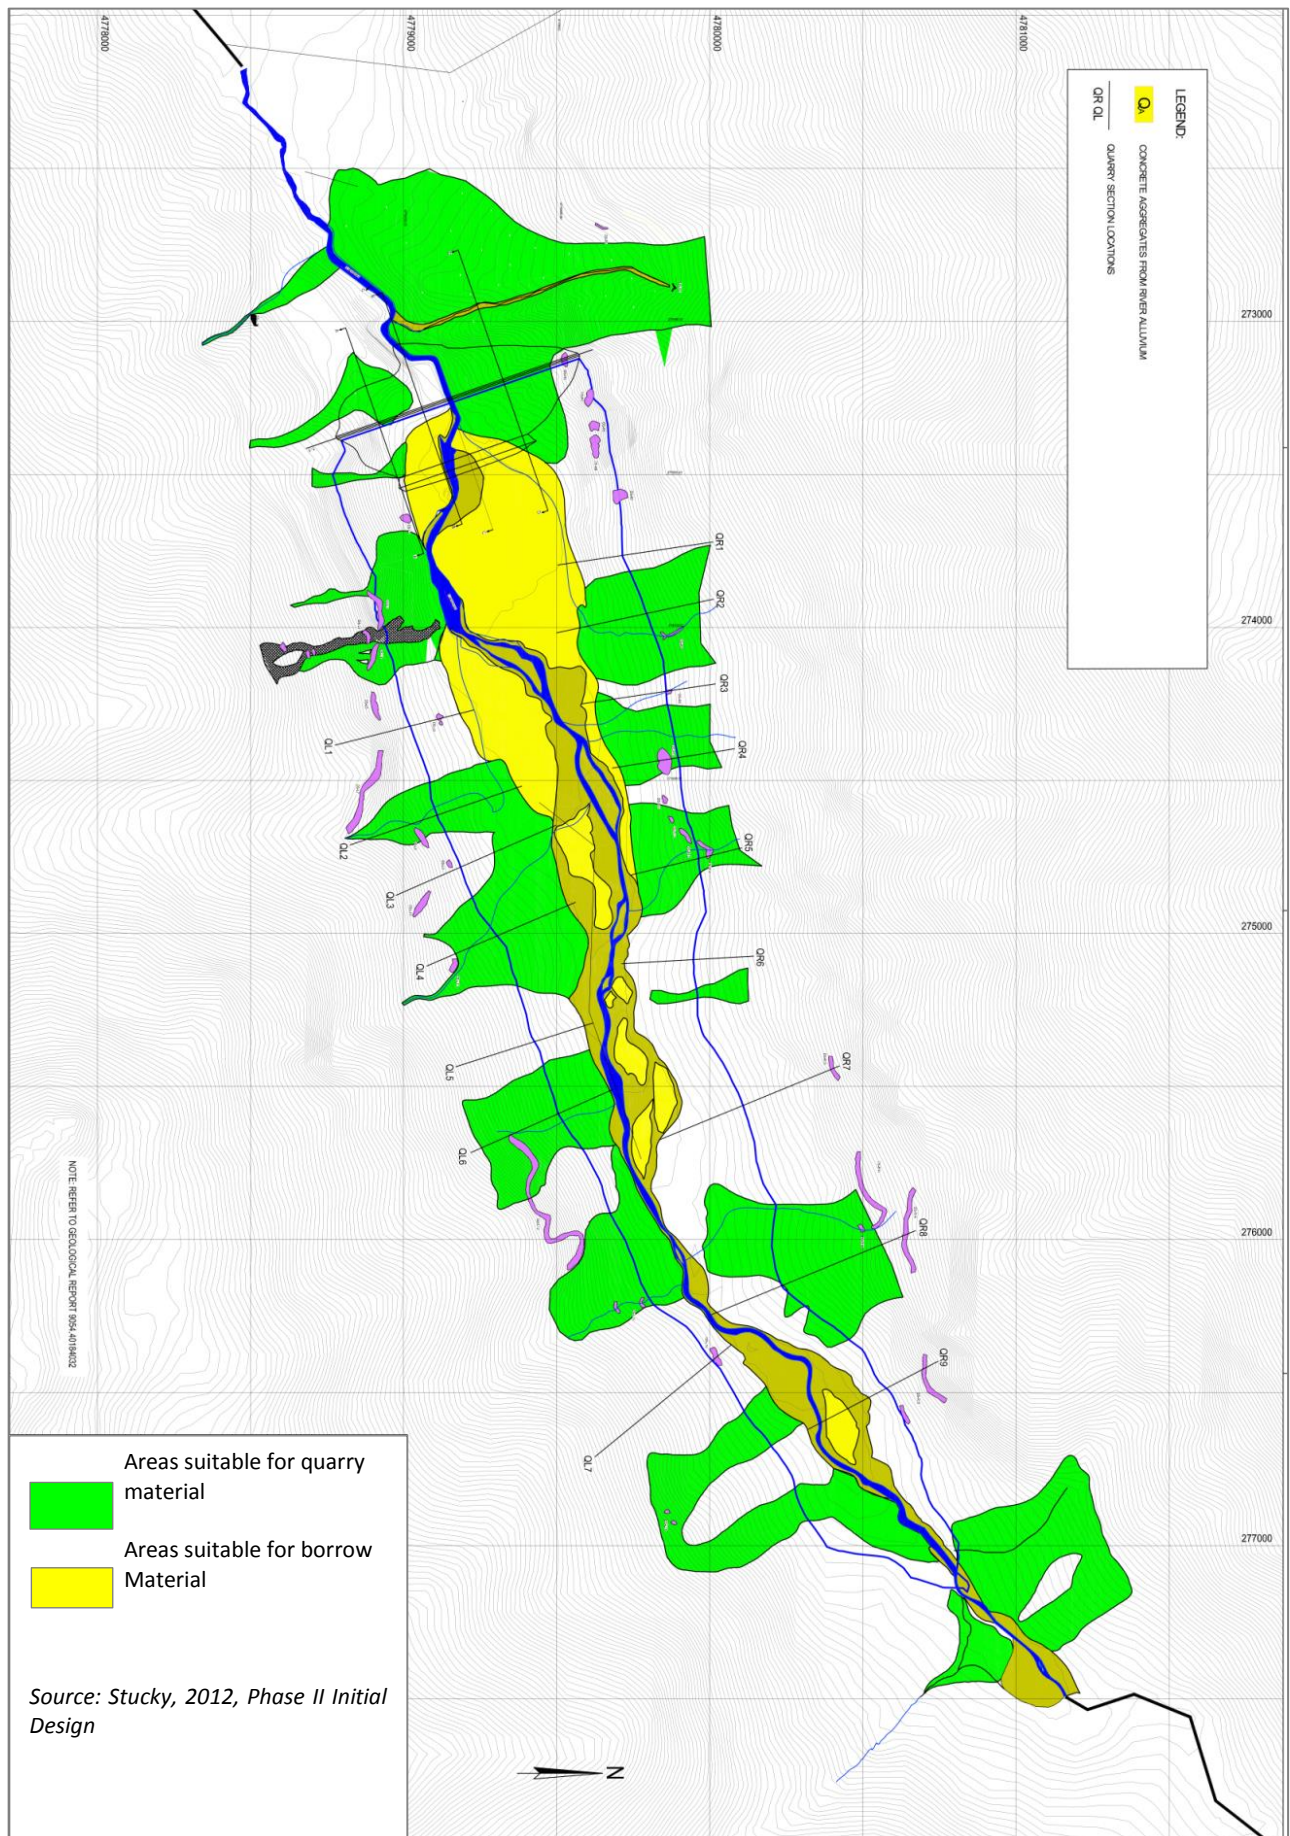 4778000
4779000
4780000
4781000
LEGEND:
QA
CONCRETE AGGREGATES FROM RIVER ALLUVIUM
QR QL
QUARRY SECTION LOCATIONS
273000
274000
275000
276000
277000
QR1
QR2
QR3
QR4
QR5
QR6
QR7
QR8
QR9
QL1
QL2
QL3
QL4
QL5
QL6
QL7
NOTE: REFER TO GEOLOGICAL REPORT 9054.4018/4032
Areas suitable for quarry
material
Areas suitable for borrow
Material
Source: Stucky, 2012, Phase II Initial
Design
N